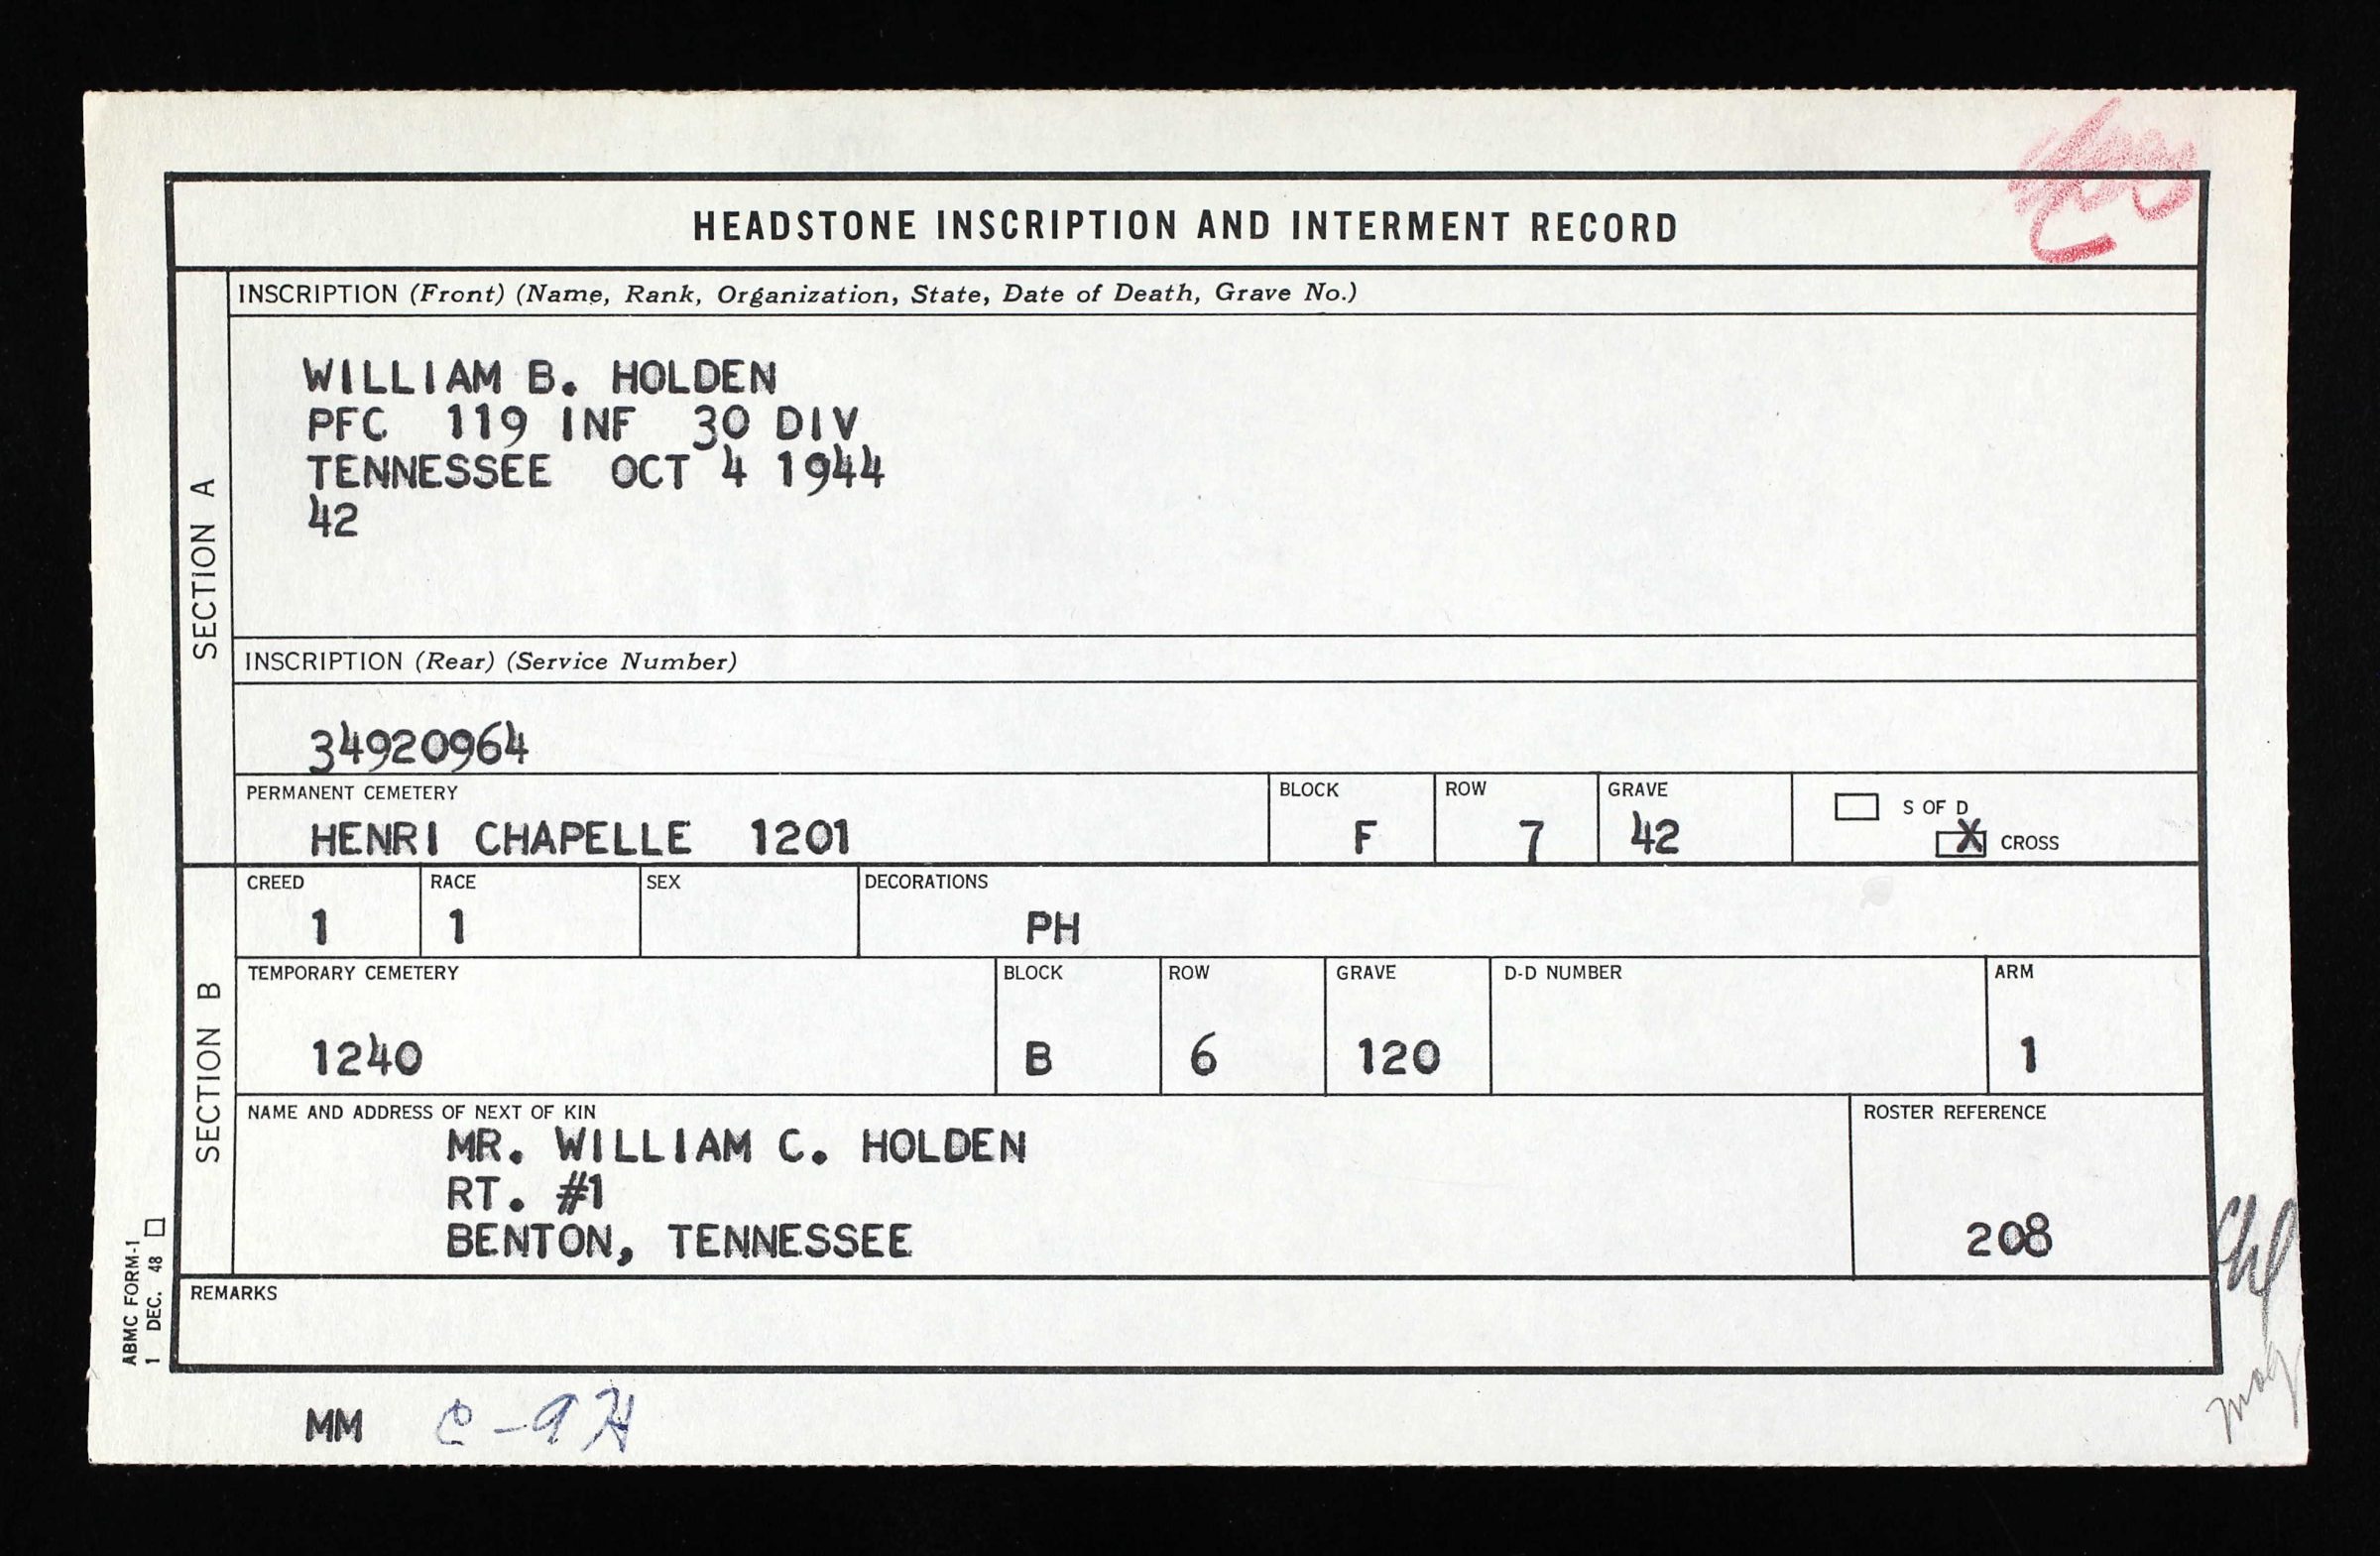 HEADSTONE INSCRIPTION AND INTERMENT RECORD
SECTION A
INSCRIPTION (Front) (Name, Rank, Organization, State, Date of Death, Grave No.)
WILLIAM B. HOLDEN
PFC 119 INF 30 DIV
TENNESSEE OCT 4 1944
42
INSCRIPTION (Rear) (Service Number)
34920964
PERMANENT CEMETERY BLOCK ROW GRAVE S OF D
HENRI CHAPELLE 1201 F 7 42 X CROSS
SECTION B
CREED RACE SEX DECORATIONS
1 1 PH
TEMPORARY CEMETERY BLOCK ROW GRAVE D-D NUMBER ARM
1240 B 6 120 1
NAME AND ADDRESS OF NEXT OF KIN ROSTER REFERENCE
MR. WILLIAM C. HOLDEN
RT. #1
BENTON, TENNESSEE 208
REMARKS
ABMC FORM-1
1 DEC. 48
MM